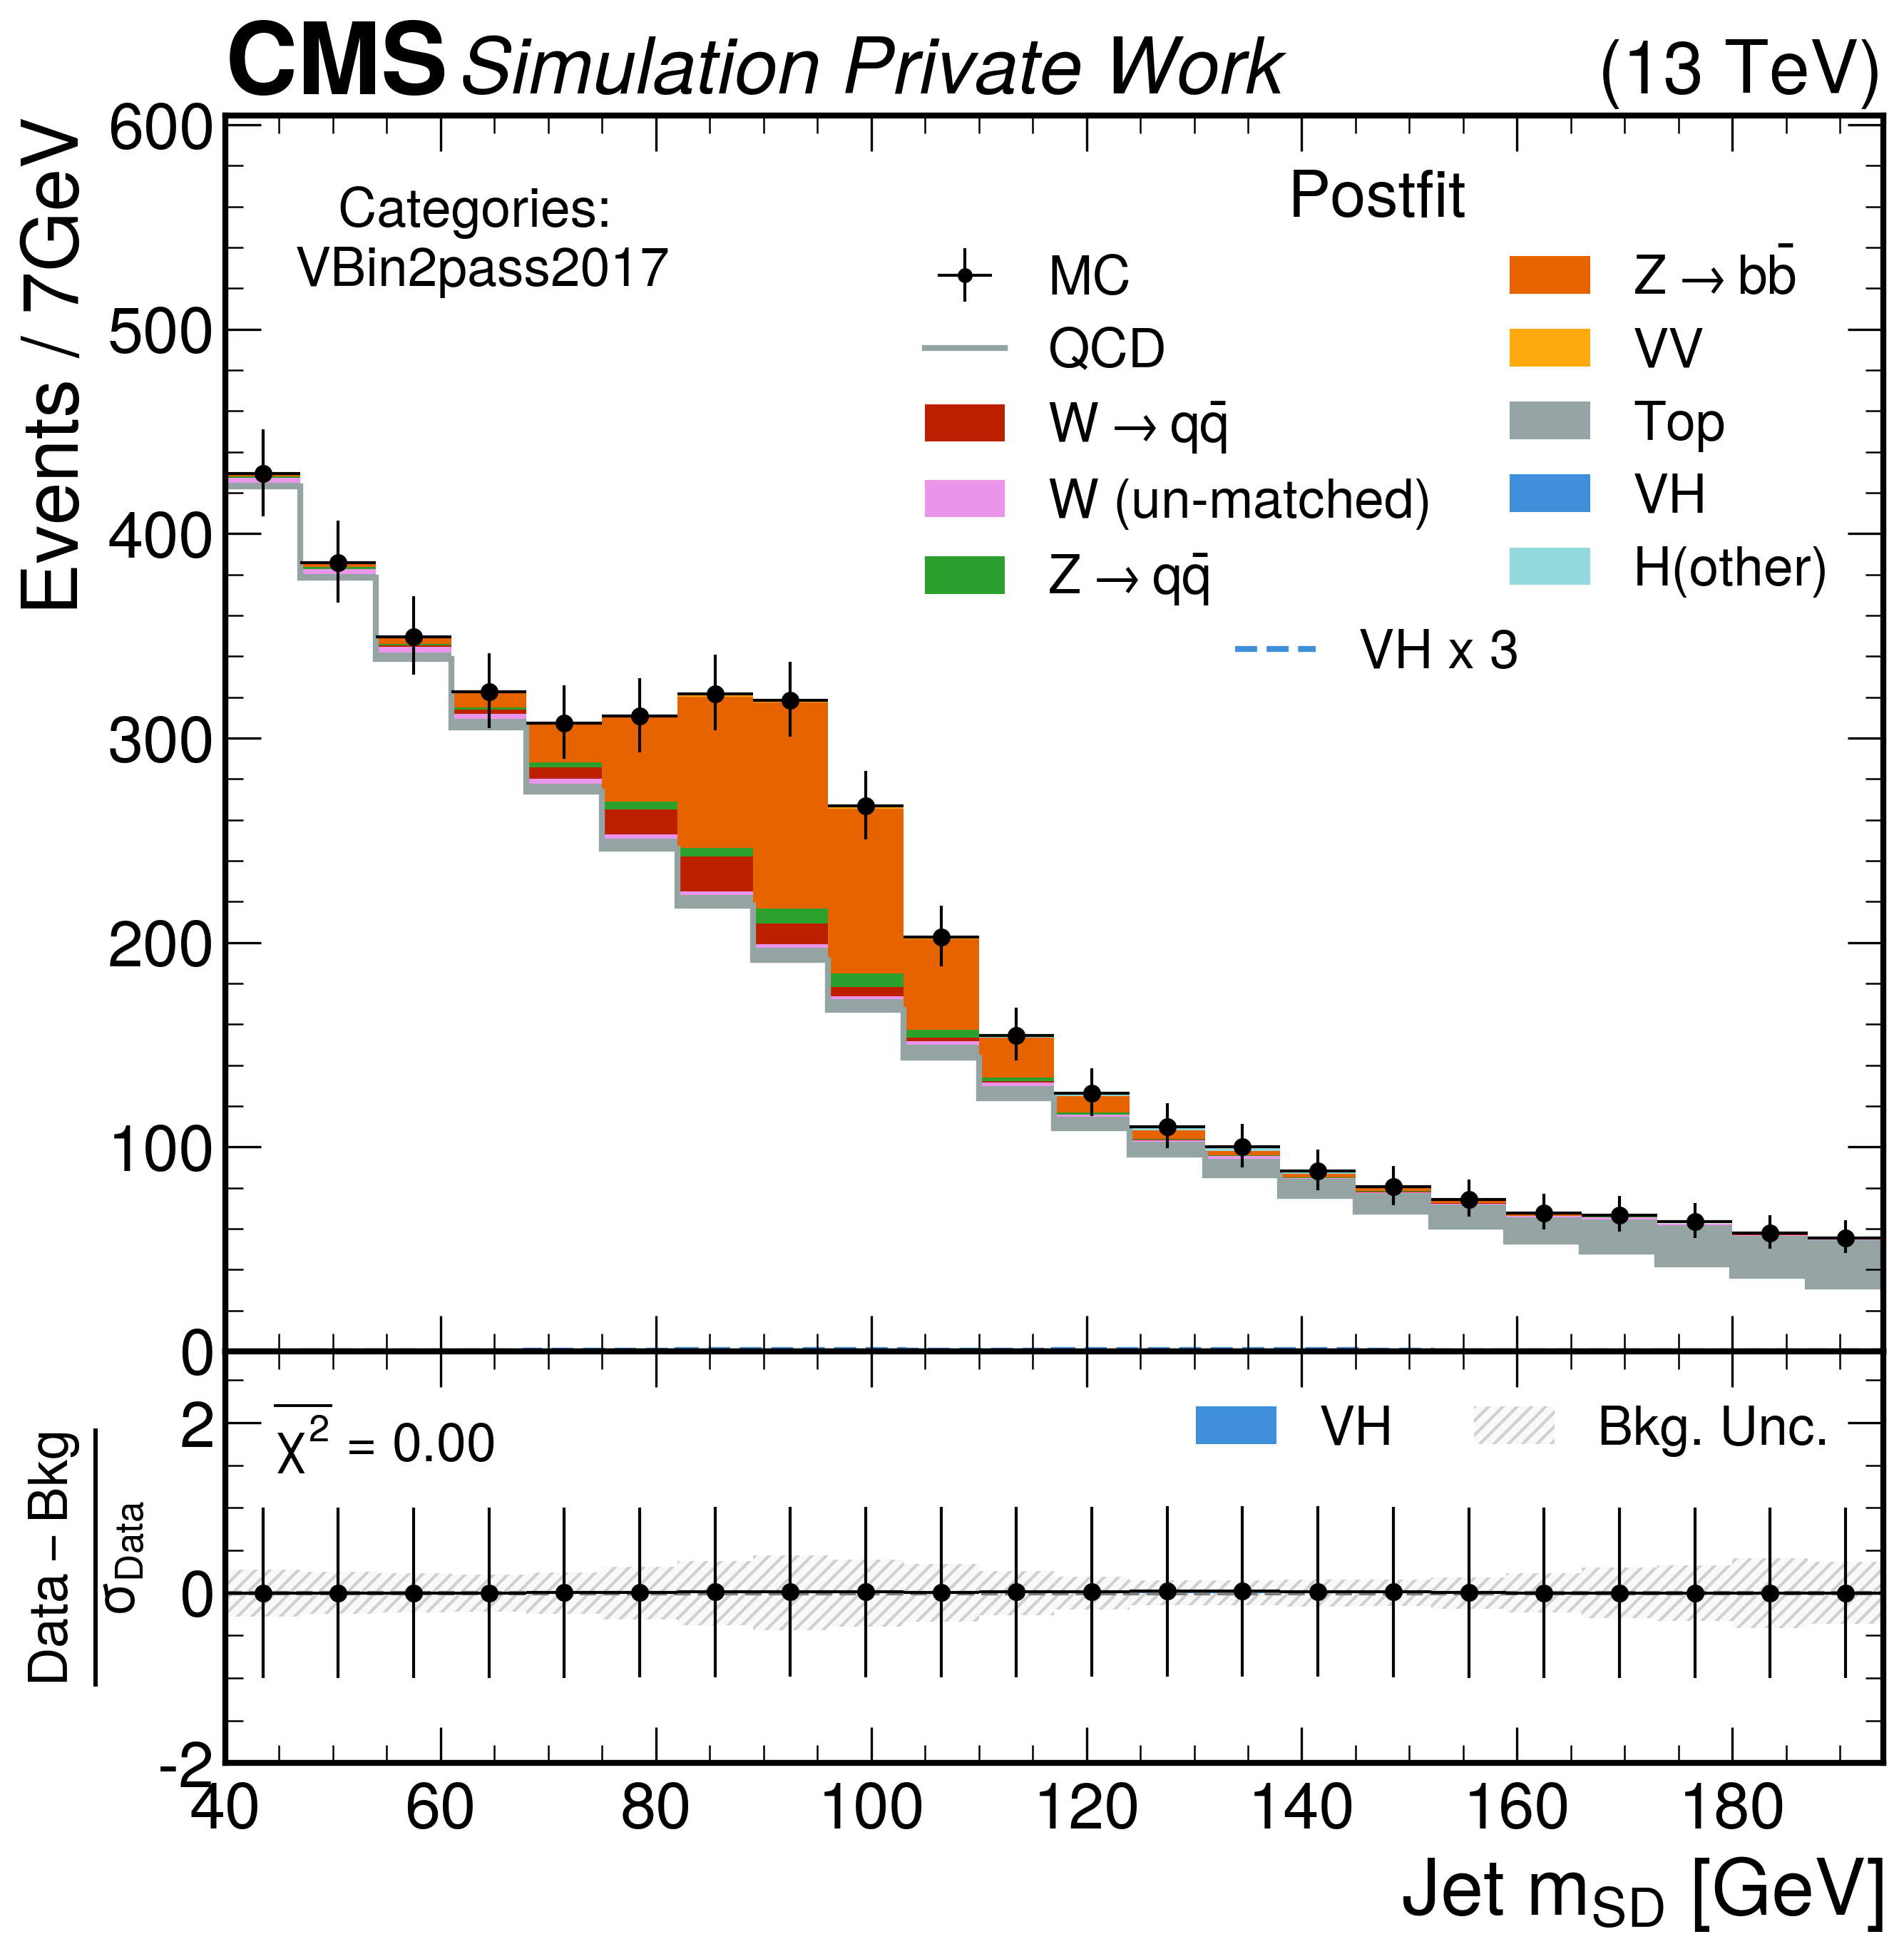 CMS Simulation Private Work (13 TeV)
Events / 7GeV
600
500
400
300
200
100
0
Categories:
VBin2pass2017
Postfit
MC
QCD
W → qq̄
W (un-matched)
Z → qq̄
Z → bb̄
VV
Top
VH
H(other)
VH x 3
Data − Bkg
σ_Data
2
0
-2
χ² = 0.00
VH
Bkg. Unc.
40 60 80 100 120 140 160 180
Jet m_SD [GeV]